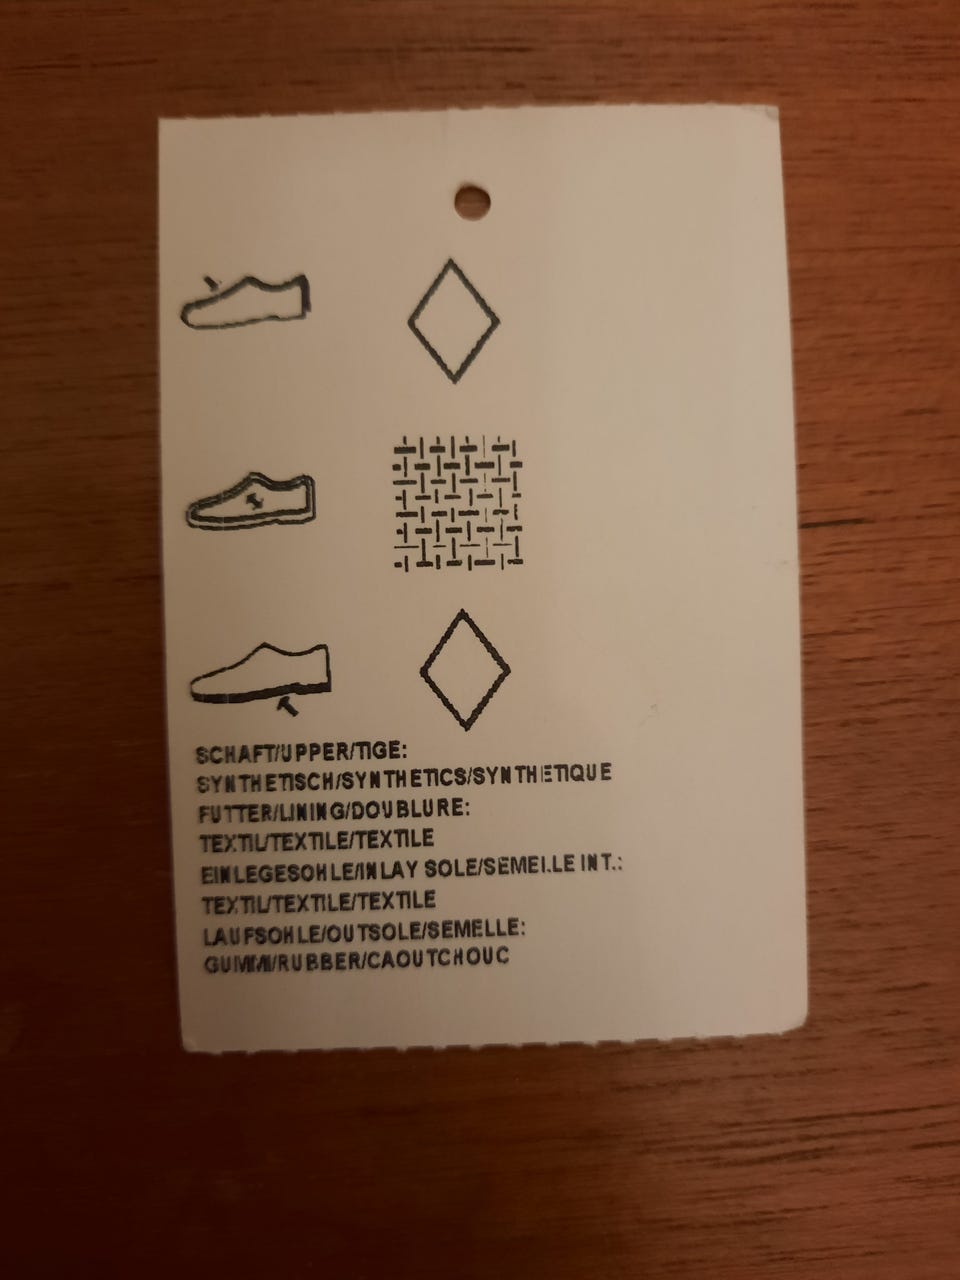 SCHAFT/UPPER/TIGE:
SYNTHETISCH/SYNTHETICS/SYNTHETIQUE
FUTTER/LINING/DOUBLURE:
TEXTIL/TEXTILE/TEXTILE
EINLEGESOHLE/INLAY SOLE/SEMELLE INT.:
TEXTIL/TEXTILE/TEXTILE
LAUFSOHLE/OUTSOLE/SEMELLE:
GUMMI/RUBBER/CAOUTCHOUC